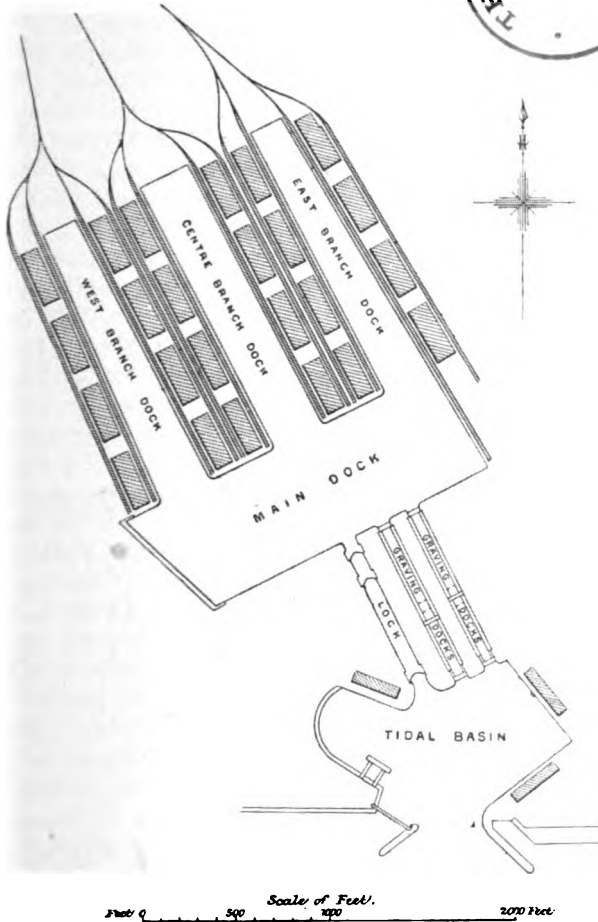 TH
N
EAST BRANCH DOCK
CENTRE BRANCH DOCK
WEST BRANCH DOCK
MAIN DOCK
GRAVING DOCKS
GRAVING DOCKS
LOCK
TIDAL BASIN
Scale of Feet.
Feet 0 500 1000 2000 Feet